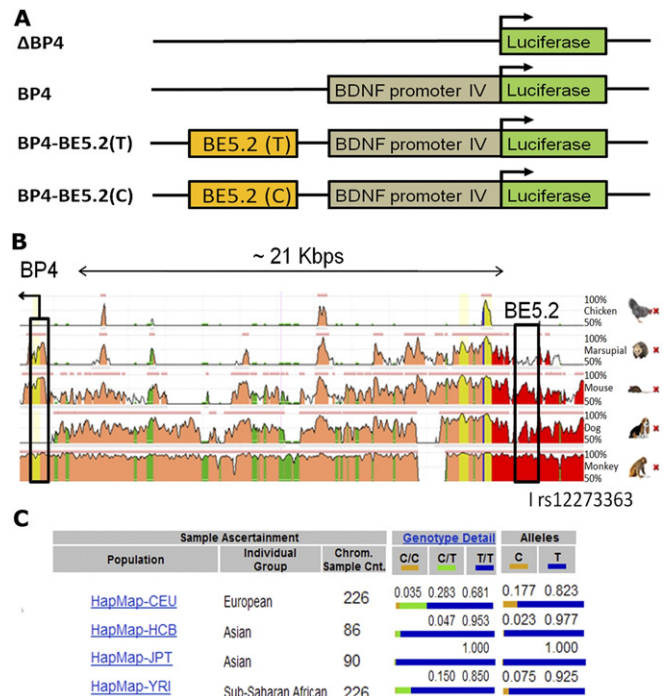 A
ΔBP4
Luciferase
BP4
BDNF promoter IV
Luciferase
BP4-BE5.2(T)
BE5.2 (T)
BDNF promoter IV
Luciferase
BP4-BE5.2(C)
BE5.2 (C)
BDNF promoter IV
Luciferase
B
BP4
~ 21 Kbps
BE5.2
100%
Chicken
50%
100%
Marsupial
50%
100%
Mouse
50%
100%
Dog
50%
100%
Monkey
50%
l rs12273363
C
Sample Ascertainment
Genotype Detail
Alleles
Population
Individual Group
Chrom. Sample Cnt.
C/C
C/T
T/T
C
T
HapMap-CEU European 226 0.035 0.283 0.681 0.177 0.823
HapMap-HCB Asian 86 0.047 0.953 0.023 0.977
HapMap-JPT Asian 90 1.000 1.000
HapMap-YRI Sub-Saharan African 226 0.150 0.850 0.075 0.925